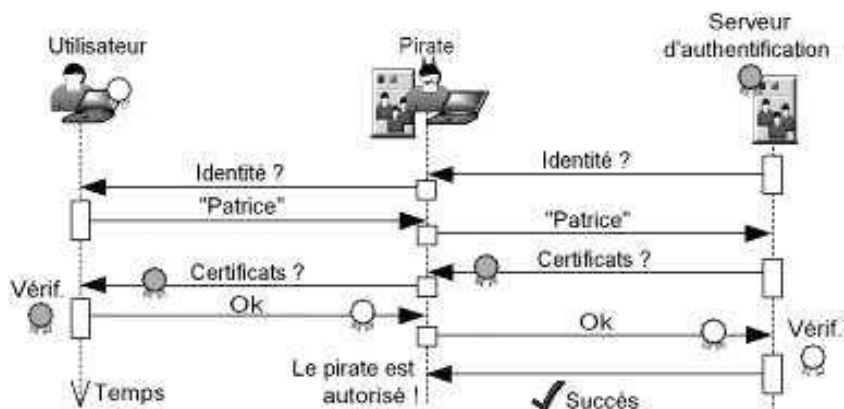 Utilisateur
Pirate
Serveur
d'authentification
Identité ?
Identité ?
"Patrice"
"Patrice"
Certificats ?
Certificats ?
Vérif.
Ok
Ok
Vérif.
Le pirate est
autorisé !
Temps
Succés